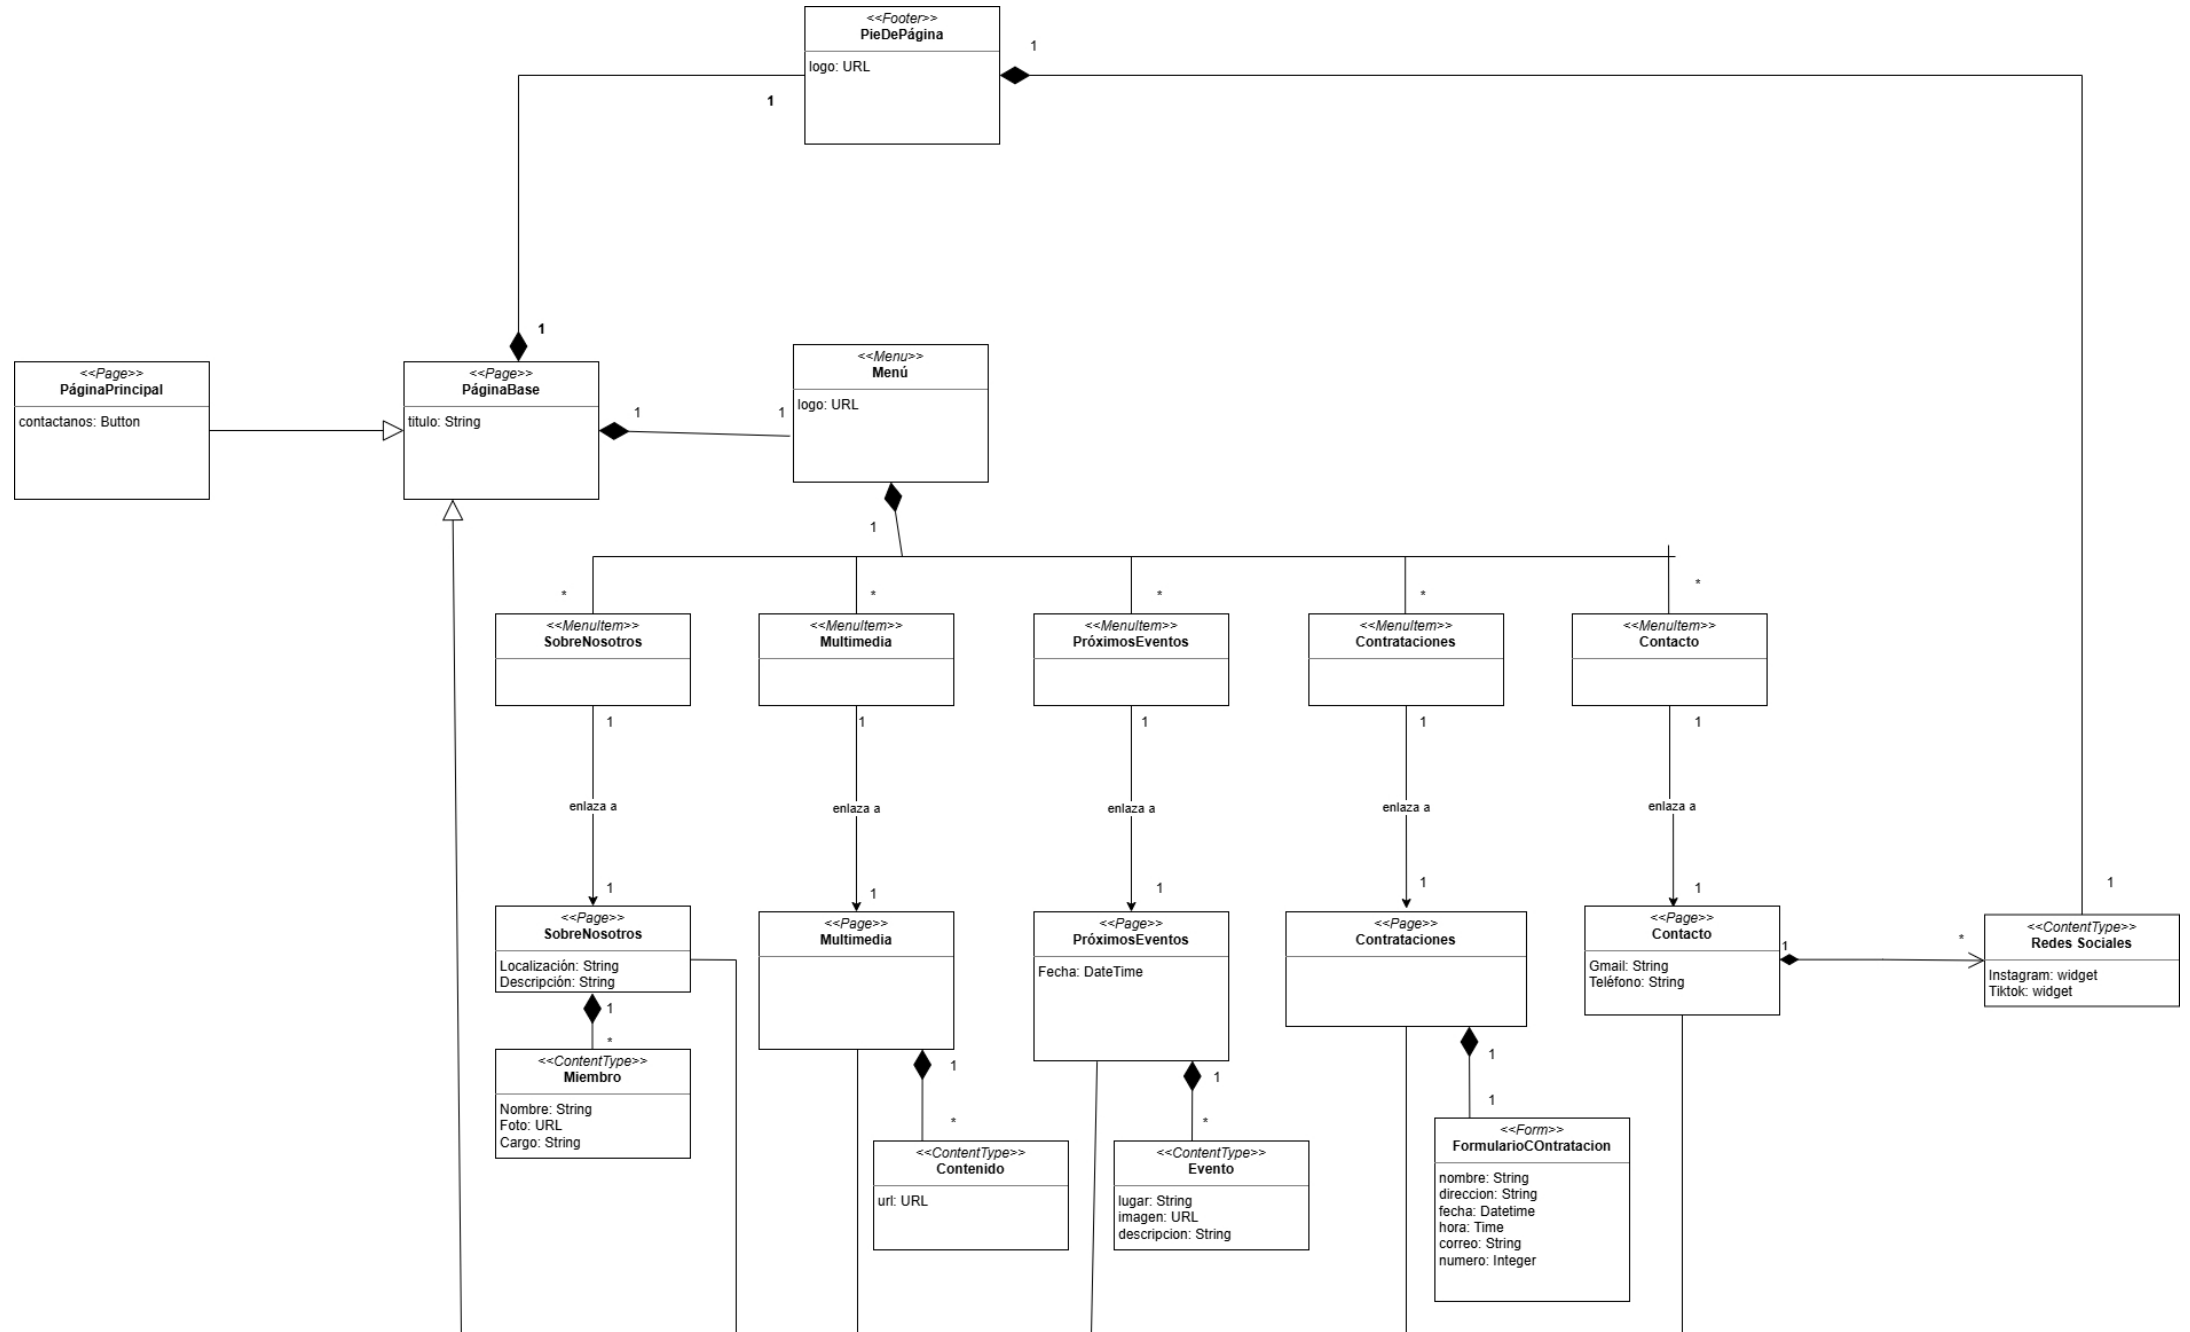 <<Footer>>
PieDePágina
logo: URL
1
1
1
<<Page>>
PáginaPrincipal
contactanos: Button
<<Page>>
PáginaBase
titulo: String
1
1
<<Menu>>
Menú
logo: URL
1
*
*
*
*
*
<<MenuItem>>
SobreNosotros
<<MenuItem>>
Multimedia
<<MenuItem>>
PróximosEventos
<<MenuItem>>
Contrataciones
<<MenuItem>>
Contacto
1
1
1
1
1
enlaza a
enlaza a
enlaza a
enlaza a
enlaza a
1
1
1
1
1
1
<<Page>>
SobreNosotros
Localización: String
Descripción: String
<<Page>>
Multimedia
<<Page>>
PróximosEventos
Fecha: DateTime
<<Page>>
Contrataciones
<<Page>>
Contacto
Gmail: String
Teléfono: String
1
*
<<ContentType>>
Redes Sociales
Instagram: widget
Tiktok: widget
1
*
<<ContentType>>
Miembro
Nombre: String
Foto: URL
Cargo: String
1
*
<<ContentType>>
Contenido
url: URL
1
*
<<ContentType>>
Evento
lugar: String
imagen: URL
descripcion: String
1
1
<<Form>>
FormularioCOntratacion
nombre: String
direccion: String
fecha: Datetime
hora: Time
correo: String
numero: Integer